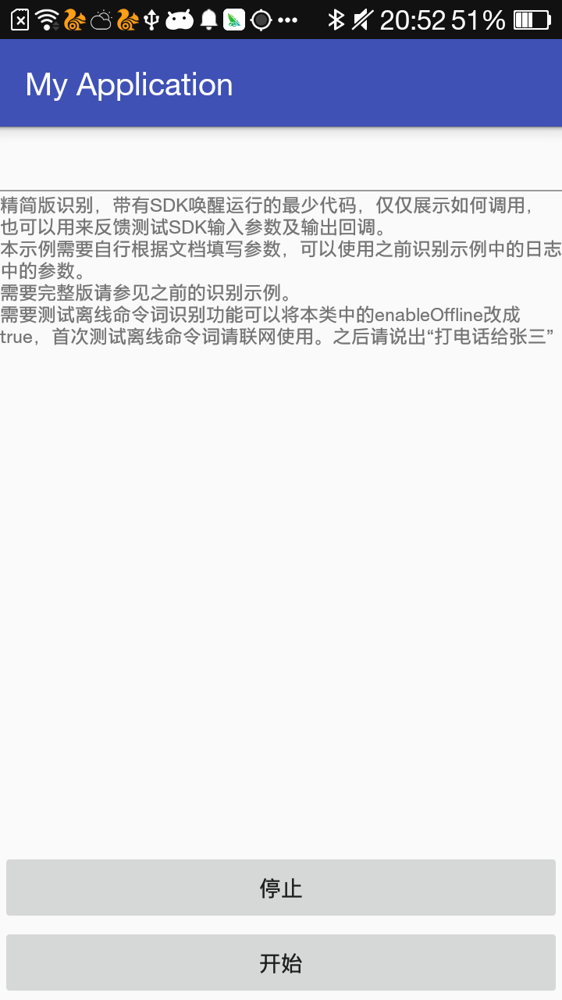 20:52 51%
My Application
精简版识别，带有SDK唤醒运行的最少代码，仅仅展示如何调用，
也可以用来反馈测试SDK输入参数及输出回调。
本示例需要自行根据文档填写参数，可以使用之前识别示例中的日志
中的参数。
需要完整版请参见之前的识别示例。
需要测试离线命令词识别功能可以将本类中的enableOffline改成
true，首次测试离线命令词请联网使用。之后请说出“打电话给张三”
停止
开始